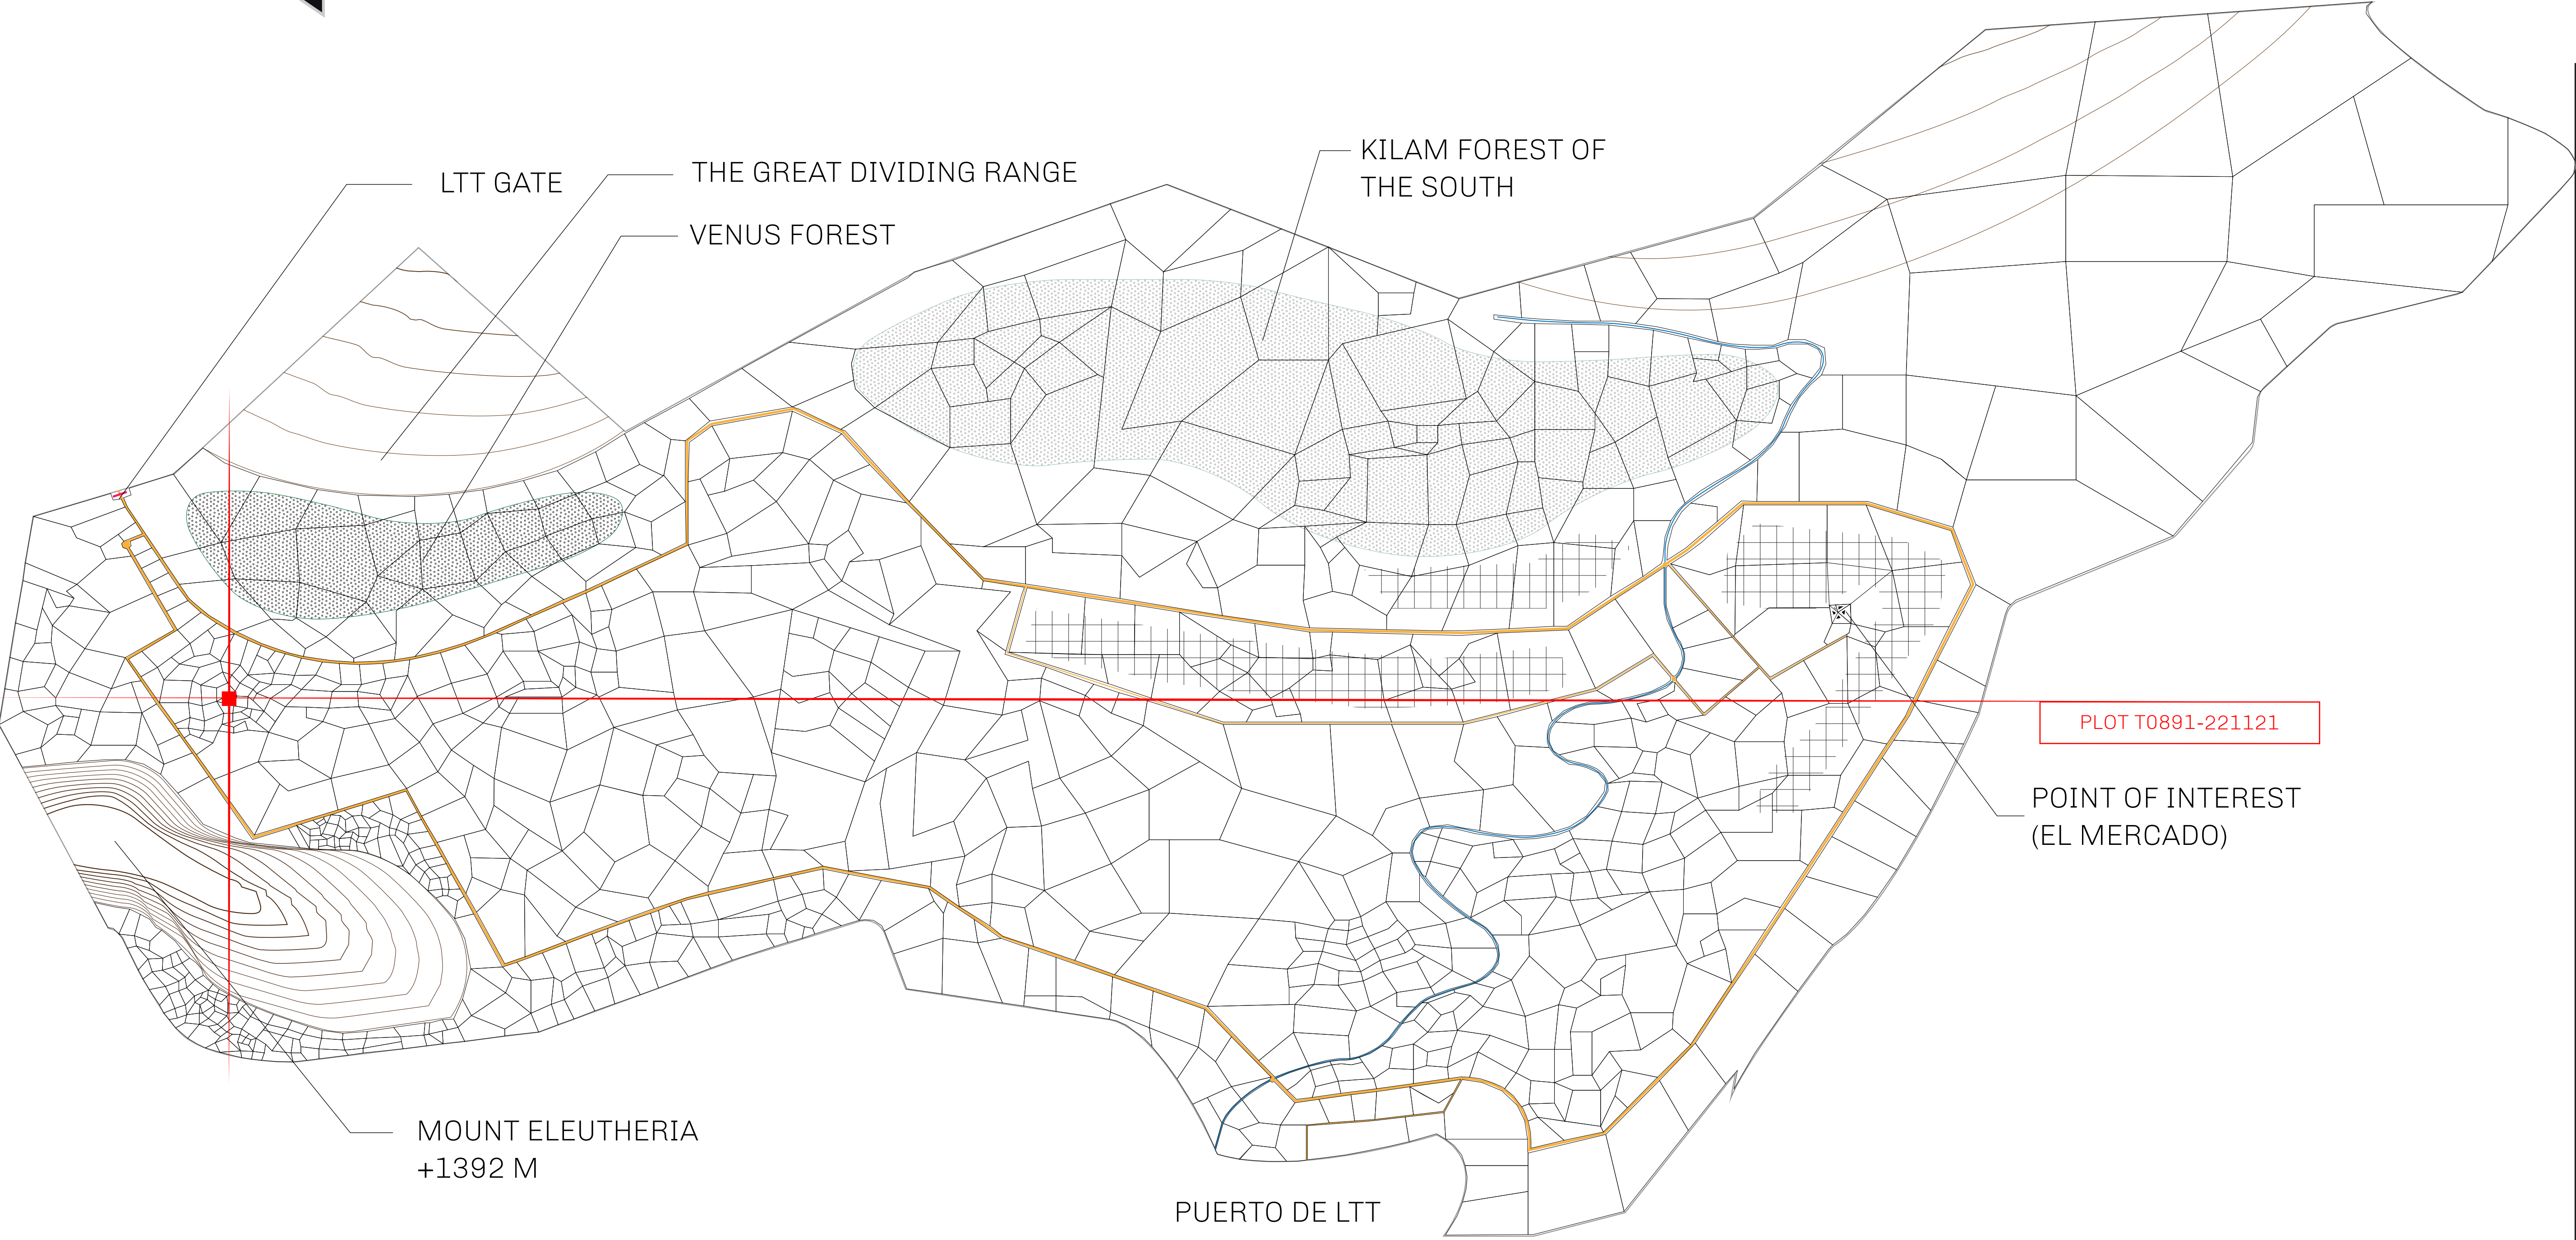 LTT GATE
THE GREAT DIVIDING RANGE
VENUS FOREST
KILAM FOREST OF
THE SOUTH
PLOT T0891-221121
POINT OF INTEREST
(EL MERCADO)
MOUNT ELEUTHERIA
+1392 M
PUERTO DE LTT